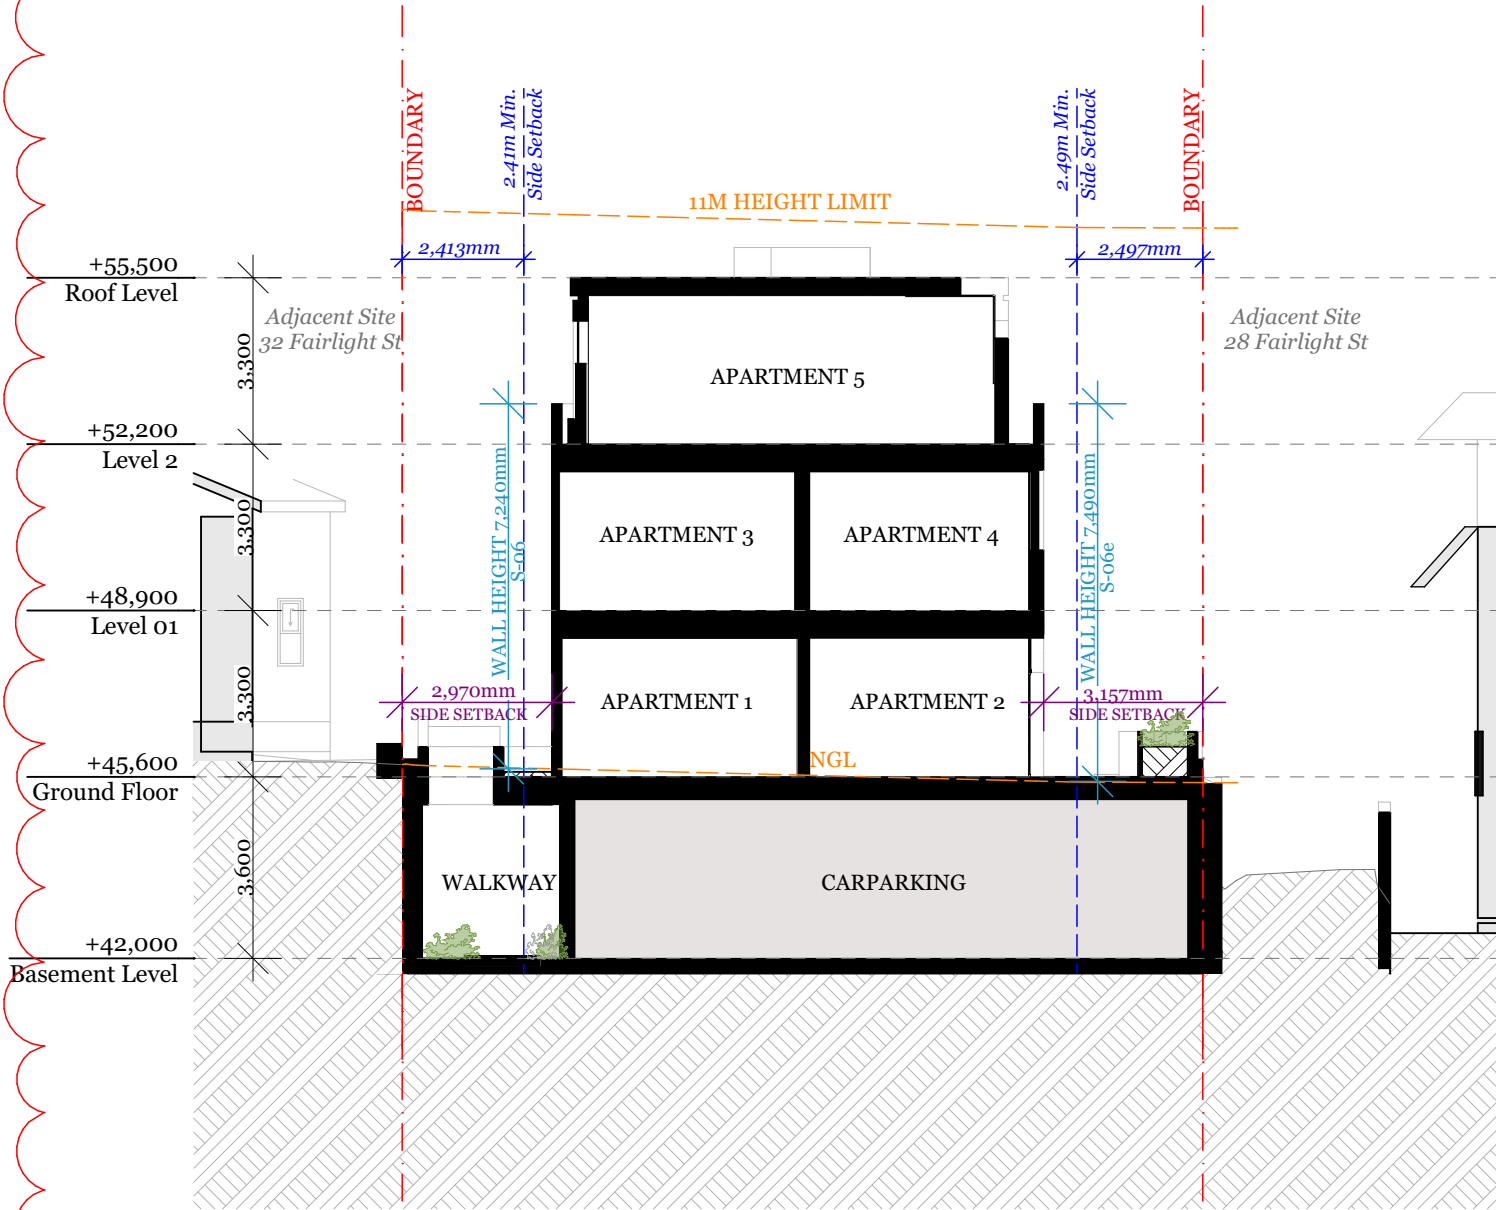 BOUNDARY
2.41m Min.
Side Setback
2.49m Min.
Side Setback
BOUNDARY
11M HEIGHT LIMIT
2,413mm
2,497mm
+55,500
Roof Level
Adjacent Site
32 Fairlight St
Adjacent Site
28 Fairlight St
3,300
APARTMENT 5
+52,200
Level 2
WALL HEIGHT 7,240mm
S-06
WALL HEIGHT 7,490mm
S-06e
3,300
APARTMENT 3
APARTMENT 4
+48,900
Level 01
3,300
2,970mm
SIDE SETBACK
APARTMENT 1
APARTMENT 2
3,157mm
SIDE SETBACK
NGL
+45,600
Ground Floor
3,600
WALKWAY
CARPARKING
+42,000
Basement Level